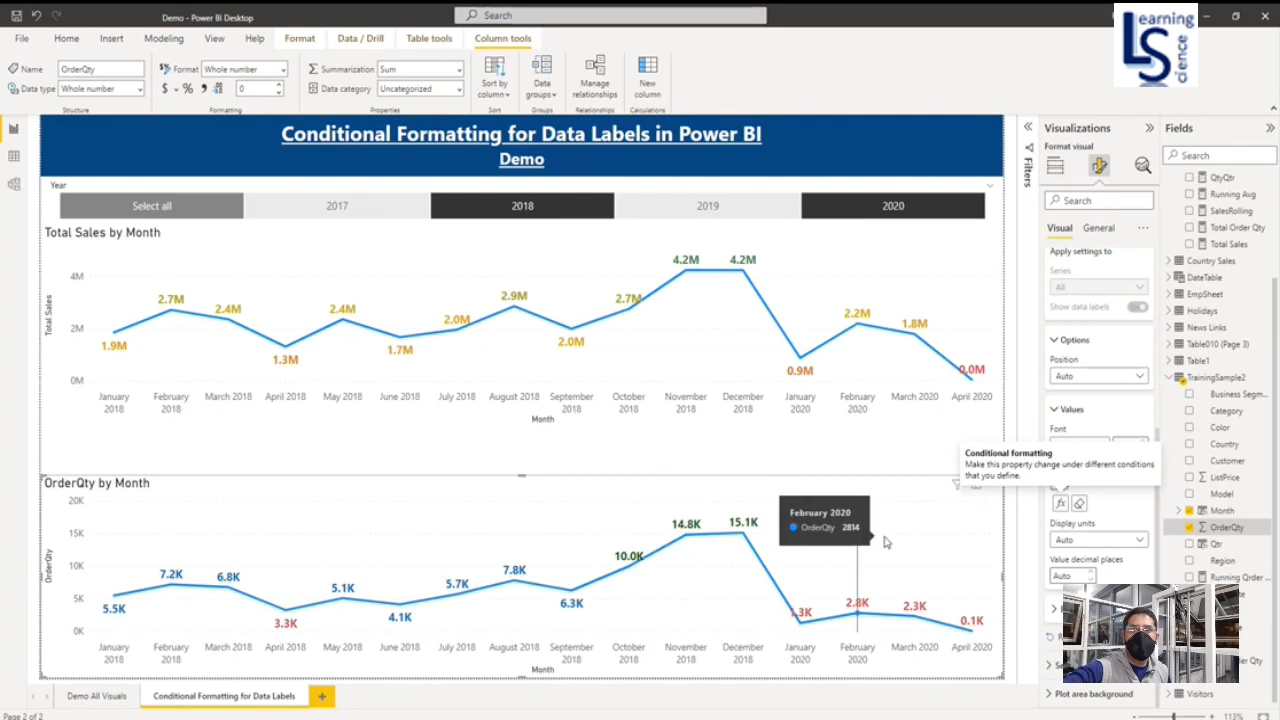 Demo - Power BI Desktop
Search
Learning
Science
File Home Insert Modeling View Help Format Data / Drill Table tools Column tools
Name OrderQty Format Whole number Summarization Sum
Data type Whole number $ % 0 Data category Uncategorized
Sort by column
Data groups
Manage relationships
New column
Structure Formatting Properties Sort Groups Relationships Calculations
Conditional Formatting for Data Labels in Power BI
Demo
Year
Select all 2017 2018 2019 2020
Total Sales by Month
Total Sales
4M
2M
0M
1.9M 2.7M 2.4M 1.3M 2.4M 1.7M 2.0M 2.9M 2.0M 2.7M 4.2M 4.2M 0.9M 2.2M 1.8M 0.0M
January 2018 February 2018 March 2018 April 2018 May 2018 June 2018 July 2018 August 2018 September 2018 October 2018 November 2018 December 2018 January 2020 February 2020 March 2020 April 2020
Month
OrderQty by Month
OrderQty
20K
15K
10K
5K
0K
5.5K 7.2K 6.8K 3.3K 5.1K 4.1K 5.7K 7.8K 6.3K 10.0K 14.8K 15.1K 2.8K 2.3K 0.1K
February 2020
OrderQty 2814
January 2018 February 2018 March 2018 April 2018 May 2018 June 2018 July 2018 August 2018 September 2018 October 2018 November 2018 December 2018 January 2020 February 2020 March 2020 April 2020
Month
Filters
Visualizations
Format visual
Search
Visual General
Apply settings to
Series
All
Show data labels
Options
Position
Auto
Values
Font
Conditional formatting
Make this property change under different conditions
that you define.
fx
Display units
Auto
Value decimal places
Auto
Plot area background
Fields
Search
QtyQtr
Running Avg
SalesRolling
Total Order Qty
Total Sales
Country Sales
DateTable
EmpSheet
Holidays
News Links
Table010 (Page 3)
Table1
TrainingSample2
Business Segm...
Category
Color
Country
Customer
ListPrice
Model
Month
OrderQty
Qtr
Region
Running Order
Visitors
Demo All Visuals Conditional Formatting for Data Labels
Page 2 of 2
113%